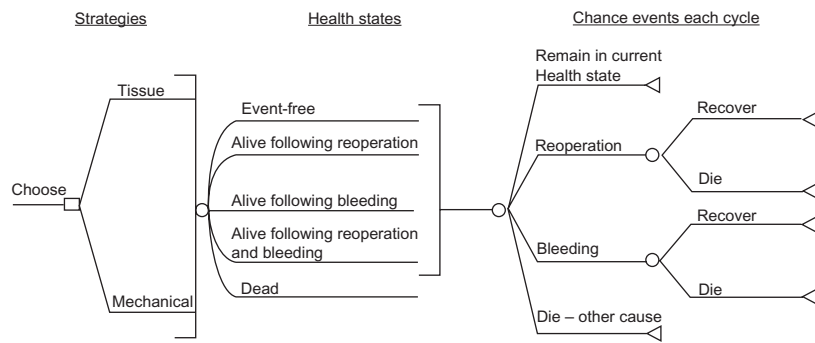 Strategies
Health states
Chance events each cycle
Choose
Tissue
Mechanical
Event-free
Alive following reoperation
Alive following bleeding
Alive following reoperation
and bleeding
Dead
Remain in current
Health state
Reoperation
Recover
Die
Bleeding
Recover
Die
Die – other cause